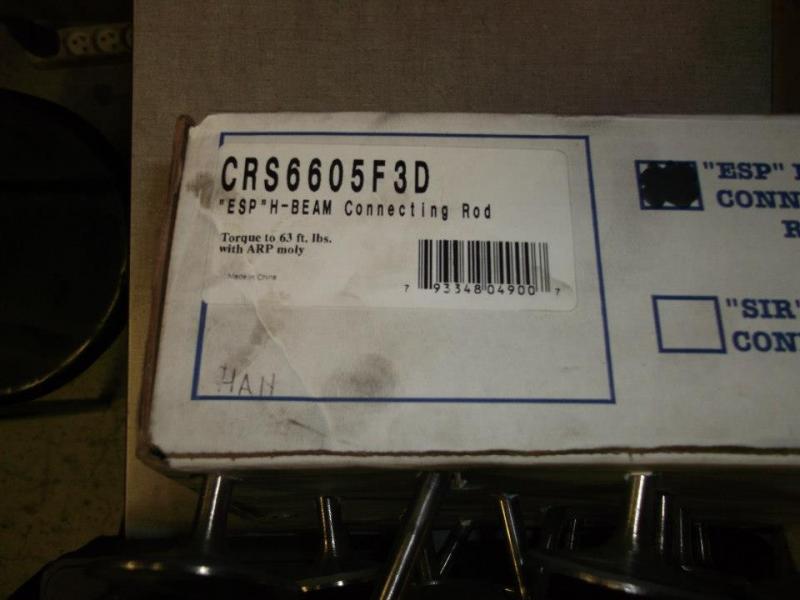 CRS6605F3D
"ESP"H-BEAM Connecting Rod
Torque to 63 ft. lbs.
with ARP moly
Made in China
7 93348 04900 7
"ESP"
CONN
R
"SIR"
CON